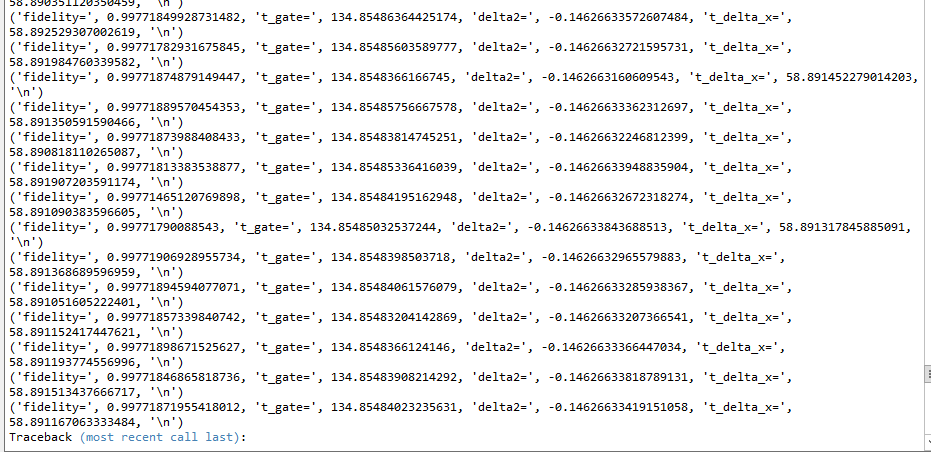 58.890351120350459, '\n')
('fidelity=', 0.99771849928731482, 't_gate=', 134.85486364425174, 'delta2=', -0.14626633572607484, 't_delta_x=',
58.892529307002619, '\n')
('fidelity=', 0.99771782931675845, 't_gate=', 134.85485603589777, 'delta2=', -0.14626632721595731, 't_delta_x=',
58.891984760339582, '\n')
('fidelity=', 0.99771874879149447, 't_gate=', 134.8548366166745, 'delta2=', -0.1462663160609543, 't_delta_x=', 58.891452279014203,
'\n')
('fidelity=', 0.99771889570454353, 't_gate=', 134.85485756667578, 'delta2=', -0.14626633362312697, 't_delta_x=',
58.891350591590466, '\n')
('fidelity=', 0.99771873988408433, 't_gate=', 134.85483814745251, 'delta2=', -0.14626632246812399, 't_delta_x=',
58.890818110265087, '\n')
('fidelity=', 0.99771813383538877, 't_gate=', 134.85485336416039, 'delta2=', -0.14626633948835904, 't_delta_x=',
58.891907203591174, '\n')
('fidelity=', 0.99771465120769898, 't_gate=', 134.85484195162948, 'delta2=', -0.14626632672318274, 't_delta_x=',
58.891090383596605, '\n')
('fidelity=', 0.99771790088543, 't_gate=', 134.85485032537244, 'delta2=', -0.14626633843688513, 't_delta_x=', 58.891317845885091,
'\n')
('fidelity=', 0.99771906928955734, 't_gate=', 134.8548398503718, 'delta2=', -0.14626632965579883, 't_delta_x=',
58.891368689596959, '\n')
('fidelity=', 0.99771894594077071, 't_gate=', 134.85484061576079, 'delta2=', -0.14626633285938367, 't_delta_x=',
58.891051605222401, '\n')
('fidelity=', 0.99771857339840742, 't_gate=', 134.85483204142869, 'delta2=', -0.14626633207366541, 't_delta_x=',
58.891152417447621, '\n')
('fidelity=', 0.99771898671525627, 't_gate=', 134.8548366124146, 'delta2=', -0.14626633366447034, 't_delta_x=',
58.891193774556996, '\n')
('fidelity=', 0.99771846865818736, 't_gate=', 134.85483908214292, 'delta2=', -0.14626633818789131, 't_delta_x=',
58.891513437666717, '\n')
('fidelity=', 0.99771871955418012, 't_gate=', 134.85484023235631, 'delta2=', -0.14626633419151058, 't_delta_x=',
58.891167063333484, '\n')
Traceback (most recent call last):